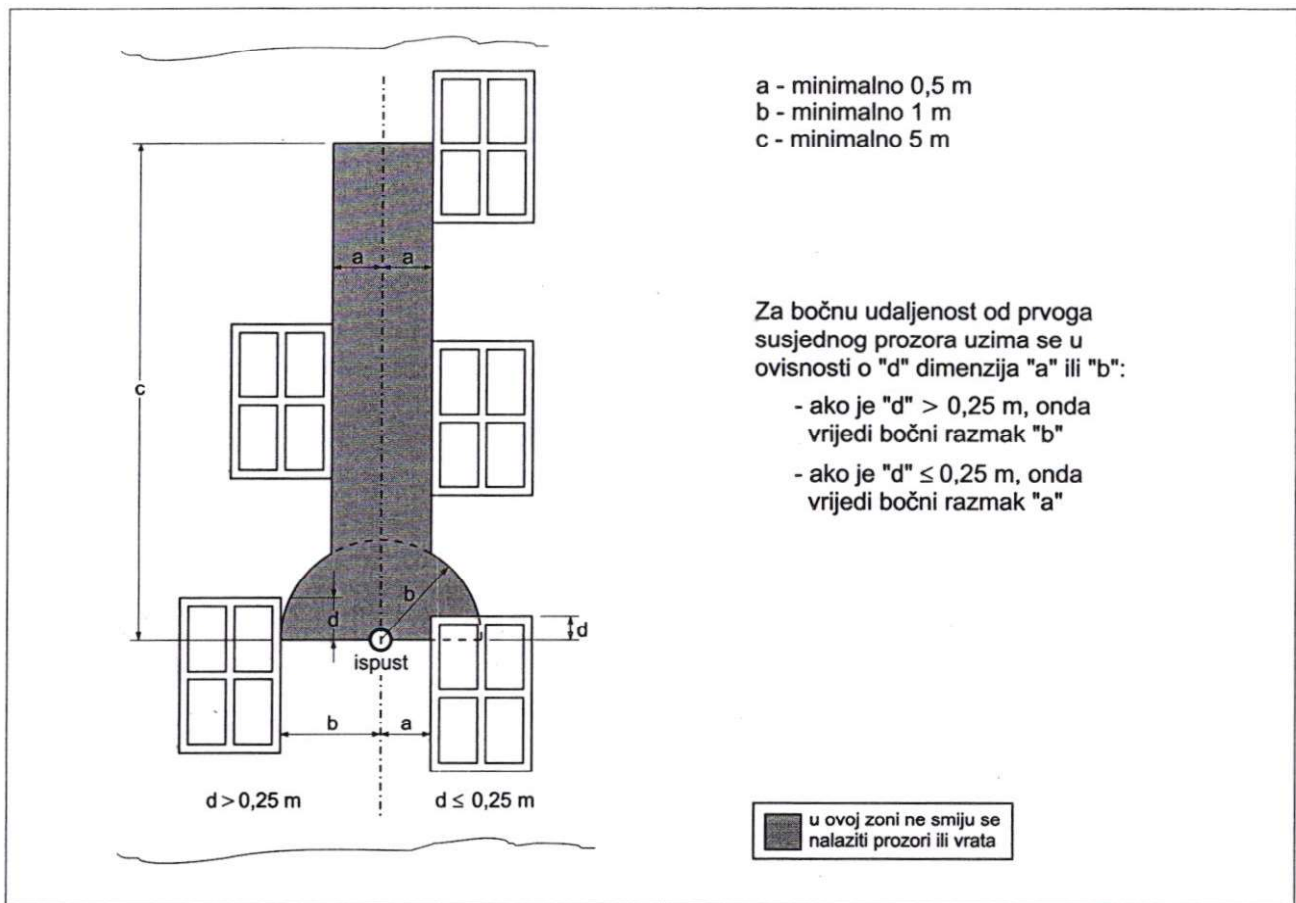 a - minimalno 0,5 m
b - minimalno 1 m
c - minimalno 5 m
a
a
c
Za bočnu udaljenost od prvoga
susjednog prozora uzima se u
ovisnosti o "d" dimenzija "a" ili "b":
- ako je "d" > 0,25 m, onda
vrijedi bočni razmak "b"
- ako je "d" ≤ 0,25 m, onda
vrijedi bočni razmak "a"
b
d
d
r
ispust
b
a
d > 0,25 m
d ≤ 0,25 m
u ovoj zoni ne smiju se
nalaziti prozori ili vrata